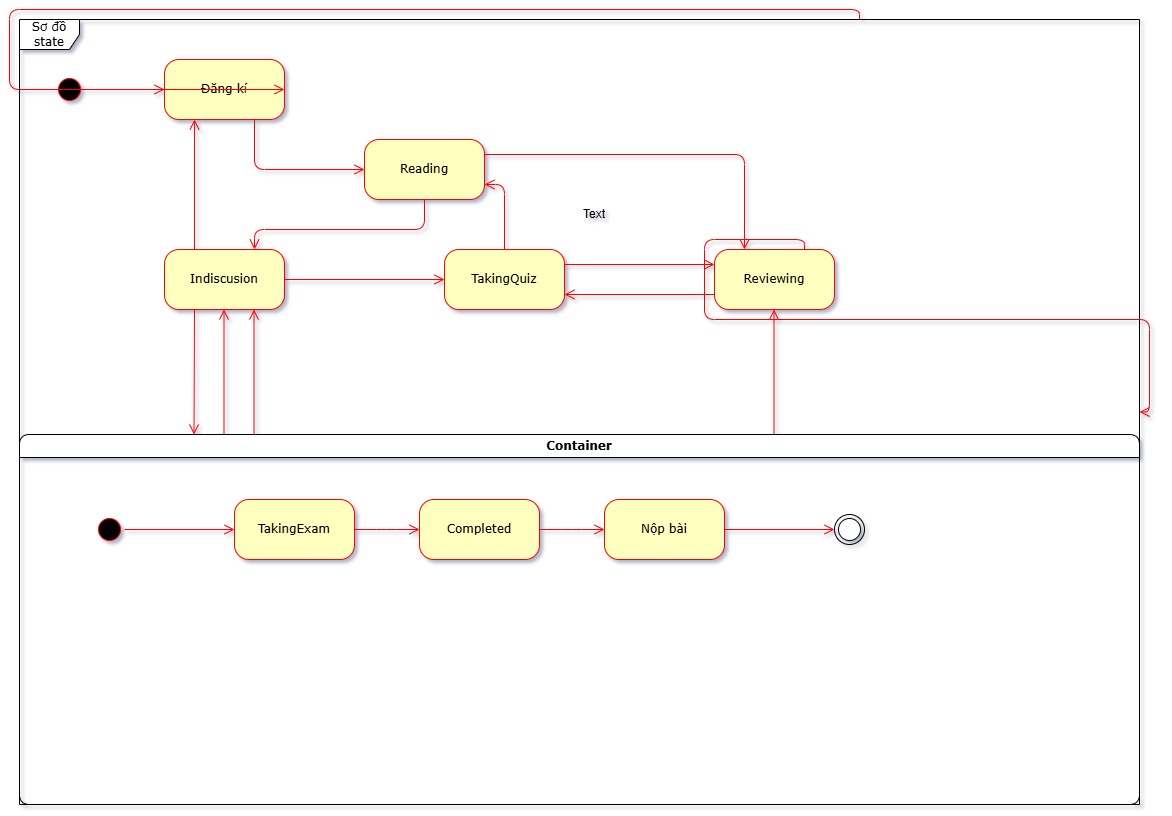 Sơ đồ
state
Đăng kí
Reading
Text
Indiscusion
TakingQuiz
Reviewing
Container
TakingExam
Completed
Nộp bài